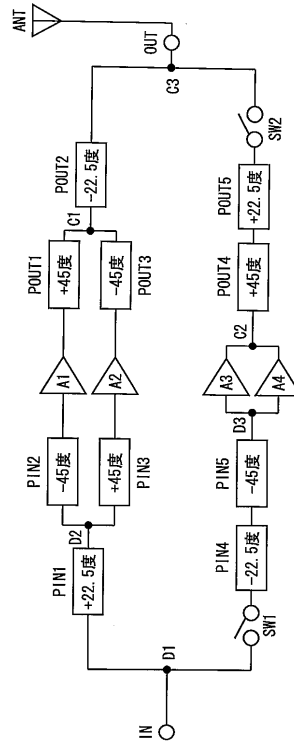 ANT
OUT
C3
POUT2
-22.5度
SW2
POUT1
+45度
C1
-45度
POUT3
POUT5
+22.5度
POUT4
+45度
C2
A1
A2
A3
A4
D3
PIN2
-45度
+45度
PIN3
PIN5
-45度
D2
PIN1
+22.5度
PIN4
-22.5度
SW1
D1
IN